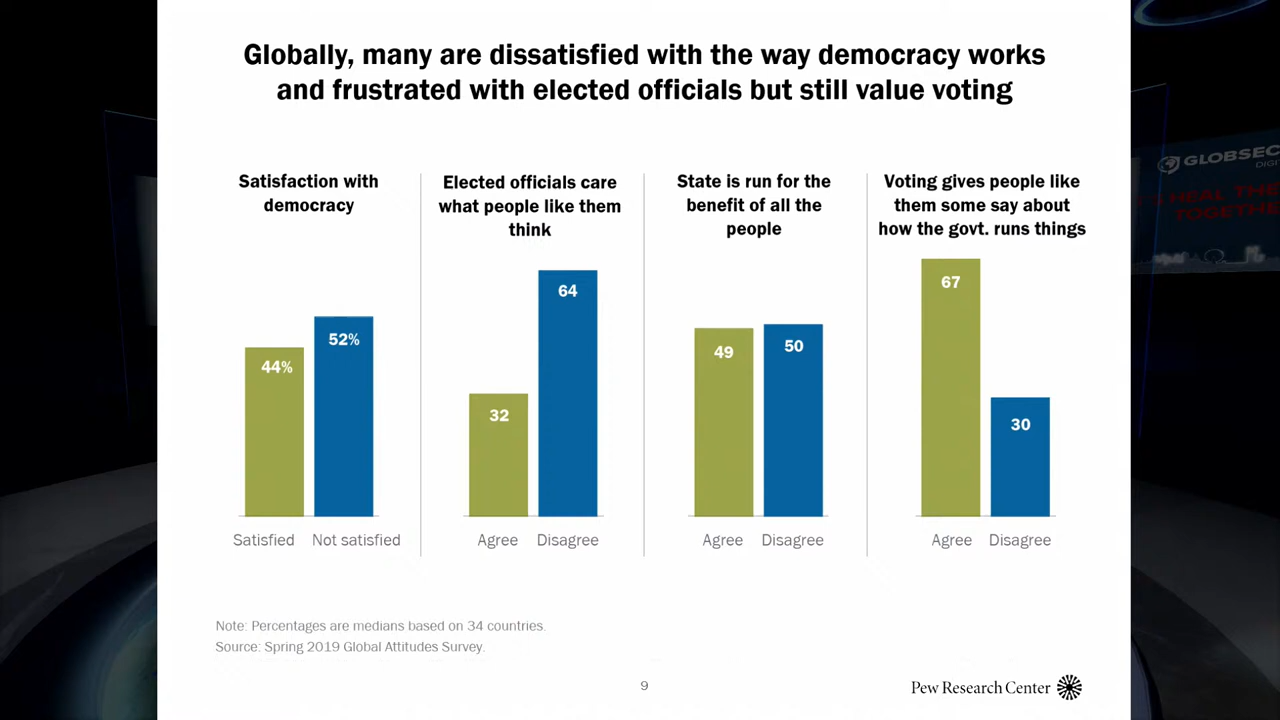 Globally, many are dissatisfied with the way democracy works
and frustrated with elected officials but still value voting
Satisfaction with
democracy
44%
52%
Satisfied
Not satisfied
Elected officials care
what people like them
think
32
64
Agree
Disagree
State is run for the
benefit of all the
people
49
50
Agree
Disagree
Voting gives people like
them some say about
how the govt. runs things
67
30
Agree
Disagree
Note: Percentages are medians based on 34 countries.
Source: Spring 2019 Global Attitudes Survey.
9
Pew Research Center
GLOBSEC
HEAL THE
TOGETHE